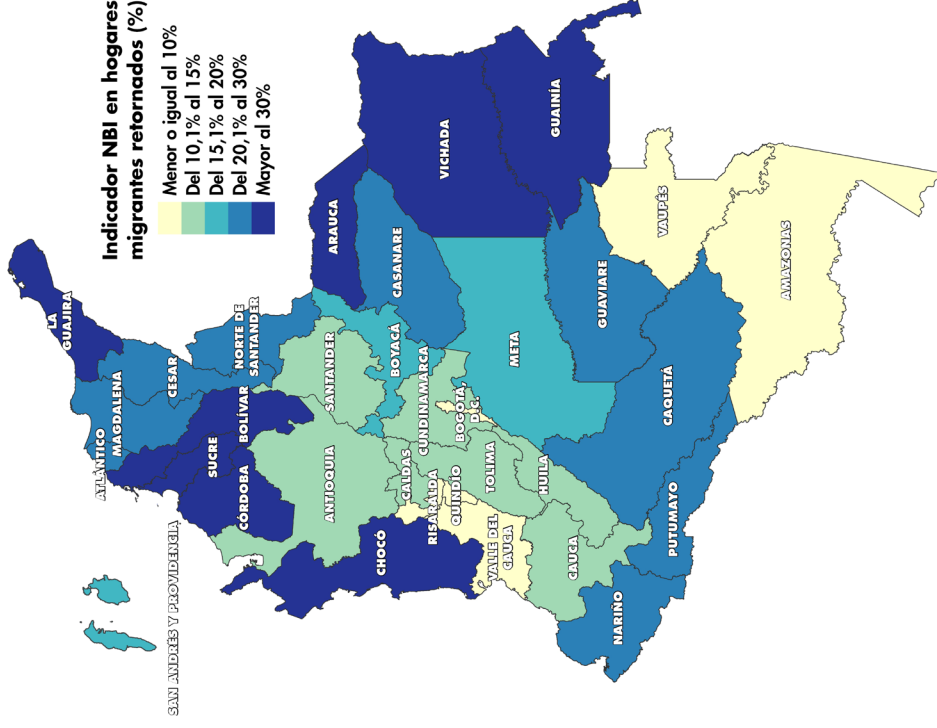 Indicador NBI en hogares
migrantes retornados (%)
Menor o igual al 10%
Del 10,1% al 15%
Del 15,1% al 20%
Del 20,1% al 30%
Mayor al 30%
SAN ANDRÉS Y PROVIDENCIA
LA
GUAJIRA
ATLÁNTICO
MAGDALENA
CESAR
NORTE DE
SANTANDER
SUCRE
BOLÍVAR
CÓRDOBA
ANTIOQUIA
SANTANDER
ARAUCA
CHOCÓ
CALDAS
RISARALDA
QUINDÍO
BOYACÁ
CUNDINAMARCA
BOGOTÁ,
D.C.
CASANARE
VICHADA
VALLE DEL
CAUCA
TOLIMA
HUILA
META
GUAINÍA
CAUCA
NARIÑO
PUTUMAYO
CAQUETÁ
GUAVIARE
VAUPÉS
AMAZONAS